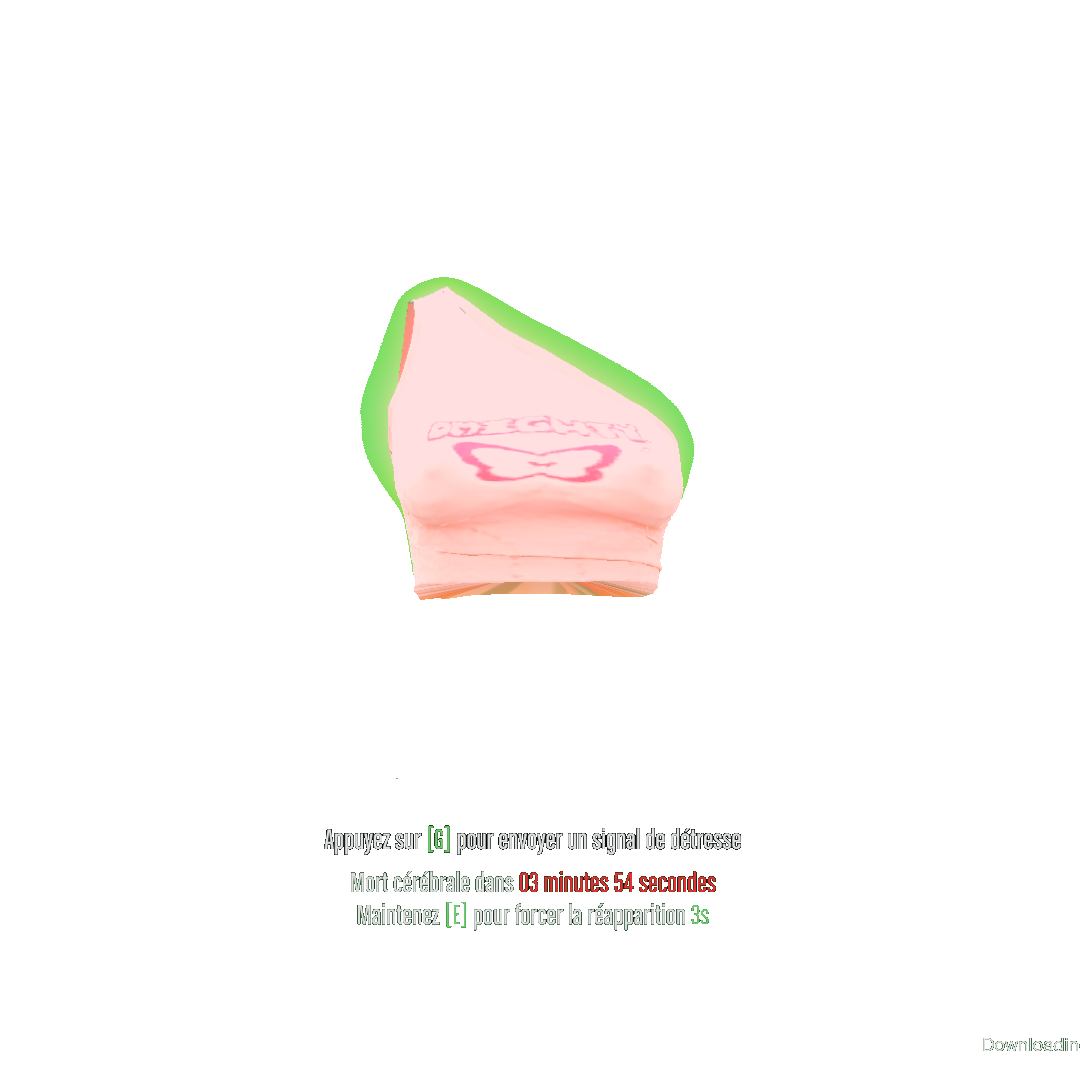 OMIGHTY
Appuyez sur [G] pour envoyer un signal de détresse
Mort cérébrale dans 03 minutes 54 secondes
Maintenez [E] pour forcer la réapparition 3s
Downloadin